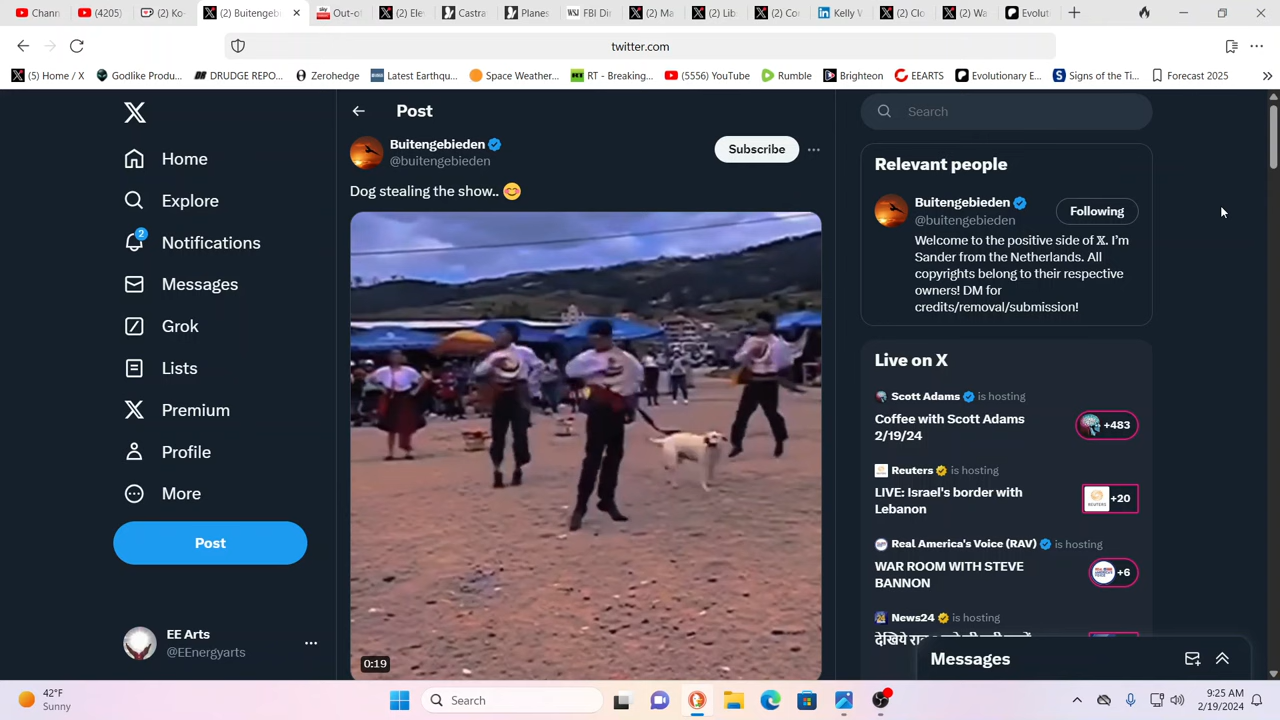 Chann
(4205)
(2) Ko
(2) Buitengeb
Out-of
(2) Ele
Castra
Planes
FBI Dir
(2) Ma
(2) Lib
(2) Co
Kelly W
(2) Clo
(2) Wa
Evolut
twitter.com
(5) Home / X
Godlike Produ...
DRUDGE REPO...
Zerohedge
Latest Earthqu...
Space Weather...
RT - Breaking...
(5556) YouTube
Rumble
Brighteon
EEARTS
Evolutionary E...
Signs of the Ti...
Forecast 2025
Home
Explore
2
Notifications
Messages
Grok
Lists
Premium
Profile
More
Post
EE Arts
@EEnergyarts
Post
Buitengebieden
@buitengebieden
Subscribe
Dog stealing the show.. 😊
0:19
Search
Relevant people
Buitengebieden
@buitengebieden
Following
Welcome to the positive side of 𝕏. I'm
Sander from the Netherlands. All
copyrights belong to their respective
owners! DM for
credits/removal/submission!
Live on X
Scott Adams is hosting
Coffee with Scott Adams
2/19/24
+483
Reuters is hosting
LIVE: Israel's border with
Lebanon
+20
Real America's Voice (RAV) is hosting
WAR ROOM WITH STEVE
BANNON
+6
News24 is hosting
Messages
42°F
Sunny
Search
9:25 AM
2/19/2024